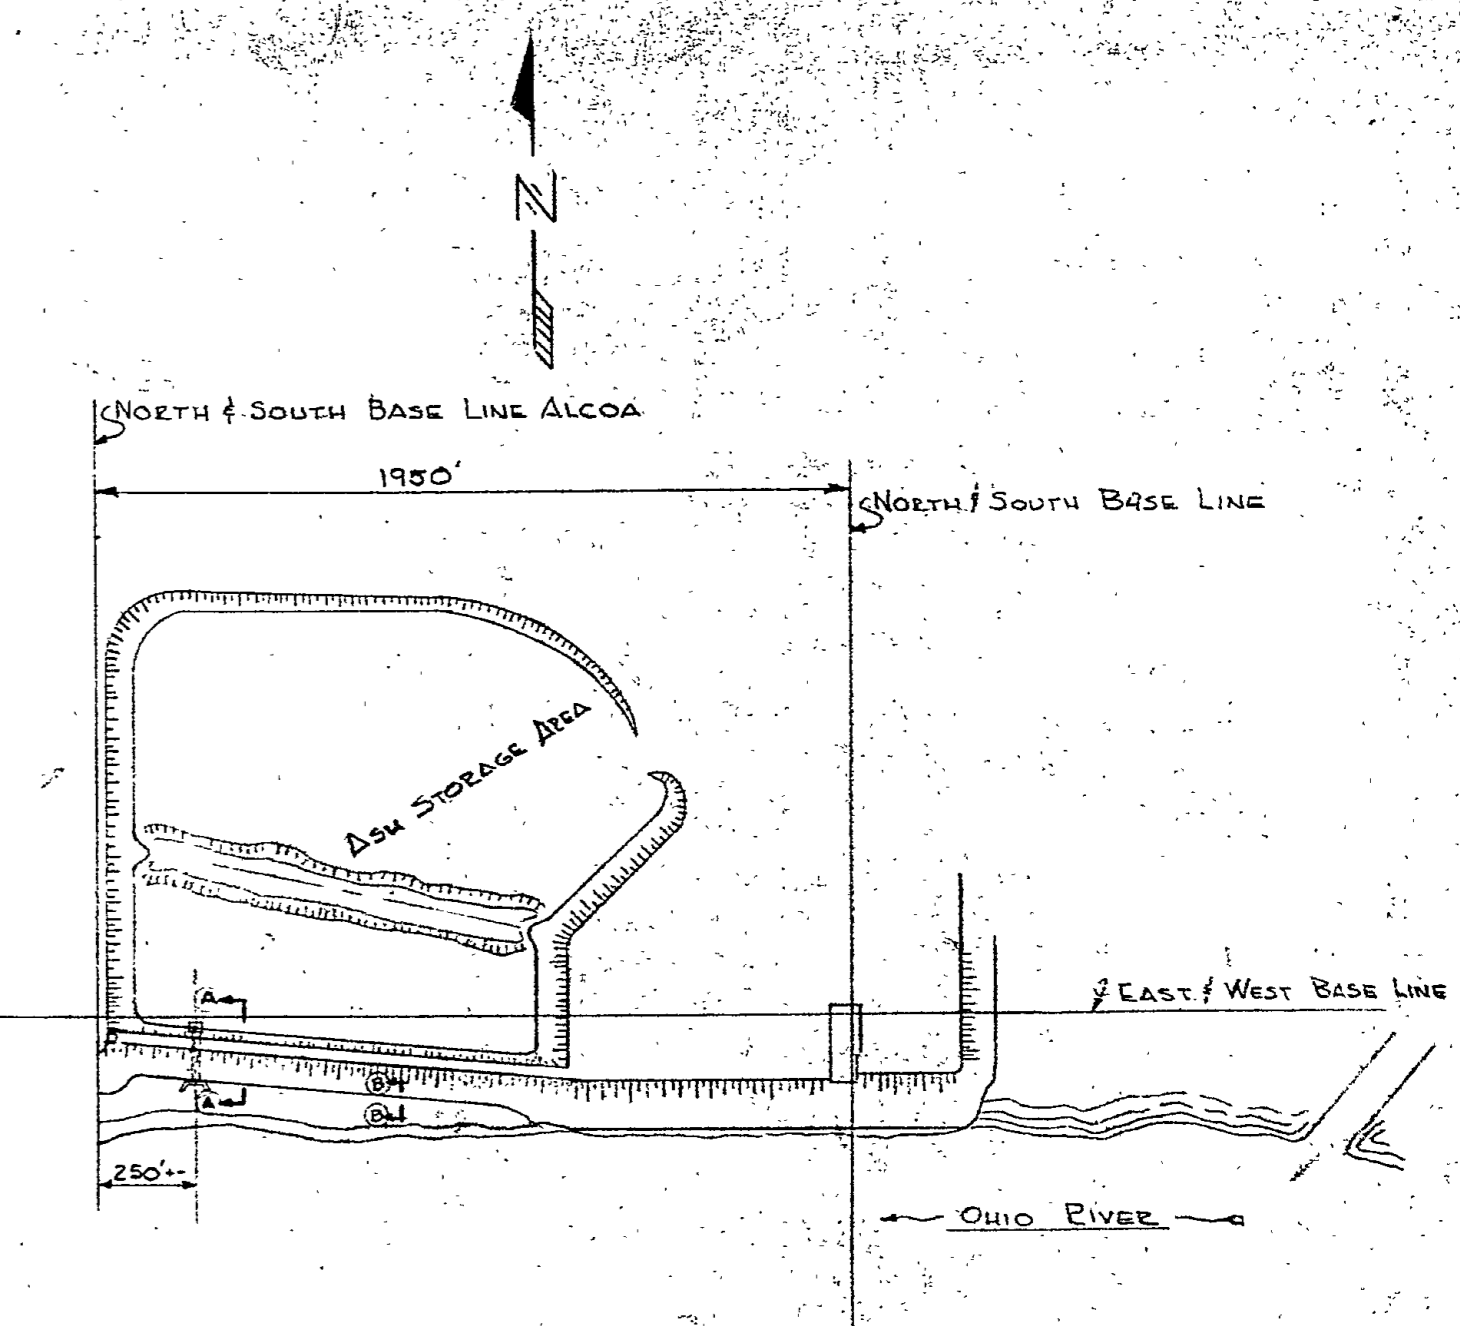 N
NORTH & SOUTH BASE LINE ALCOA
1950'
NORTH & SOUTH BASE LINE
ASH STORAGE AREA
A
EAST & WEST BASE LINE
B
A
B
250'+-
OHIO RIVER